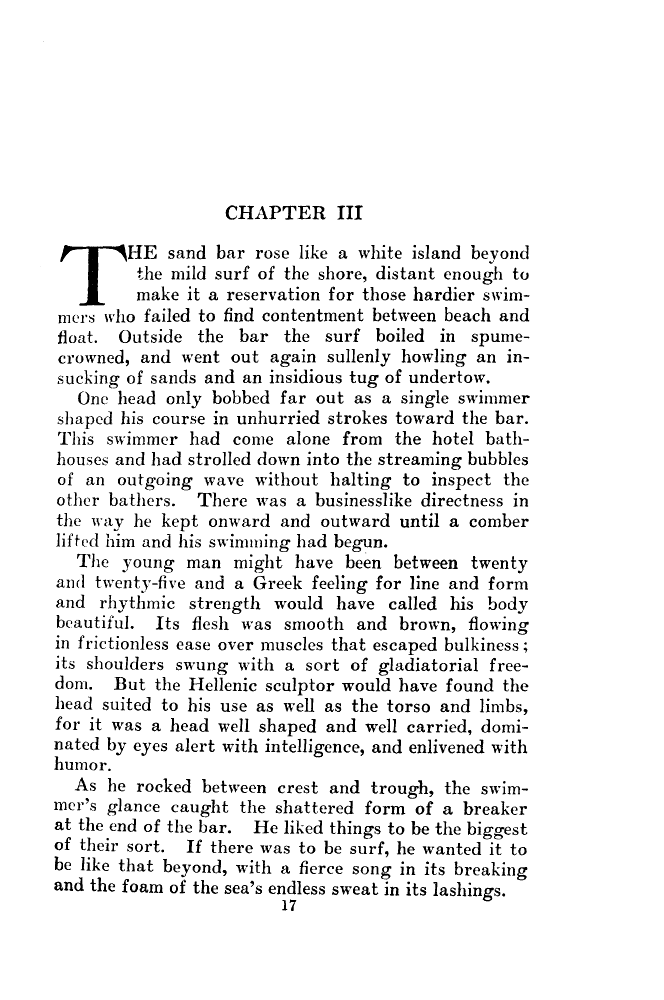 CHAPTER III
THE sand bar rose like a white island beyond
the mild surf of the shore, distant enough to
make it a reservation for those hardier swim-
mers who failed to find contentment between beach and
float. Outside the bar the surf boiled in spume-
crowned, and went out again sullenly howling an in-
sucking of sands and an insidious tug of undertow.
One head only bobbed far out as a single swimmer
shaped his course in unhurried strokes toward the bar.
This swimmer had come alone from the hotel bath-
houses and had strolled down into the streaming bubbles
of an outgoing wave without halting to inspect the
other bathers. There was a businesslike directness in
the way he kept onward and outward until a comber
lifted him and his swimming had begun.
The young man might have been between twenty
and twenty-five and a Greek feeling for line and form
and rhythmic strength would have called his body
beautiful. Its flesh was smooth and brown, flowing
in frictionless ease over muscles that escaped bulkiness;
its shoulders swung with a sort of gladiatorial free-
dom. But the Hellenic sculptor would have found the
head suited to his use as well as the torso and limbs,
for it was a head well shaped and well carried, domi-
nated by eyes alert with intelligence, and enlivened with
humor.
As he rocked between crest and trough, the swim-
mer's glance caught the shattered form of a breaker
at the end of the bar. He liked things to be the biggest
of their sort. If there was to be surf, he wanted it to
be like that beyond, with a fierce song in its breaking
and the foam of the sea's endless sweat in its lashings.
17